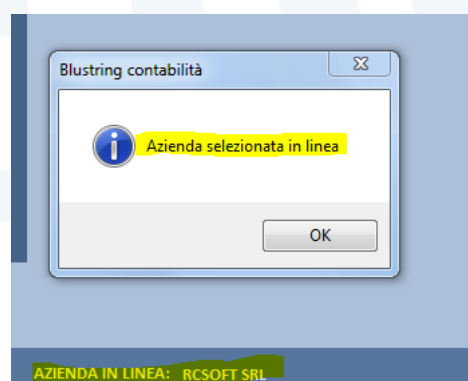 Blustring contabilità
Azienda selezionata in linea
OK
AZIENDA IN LINEA: RCSOFT SRL